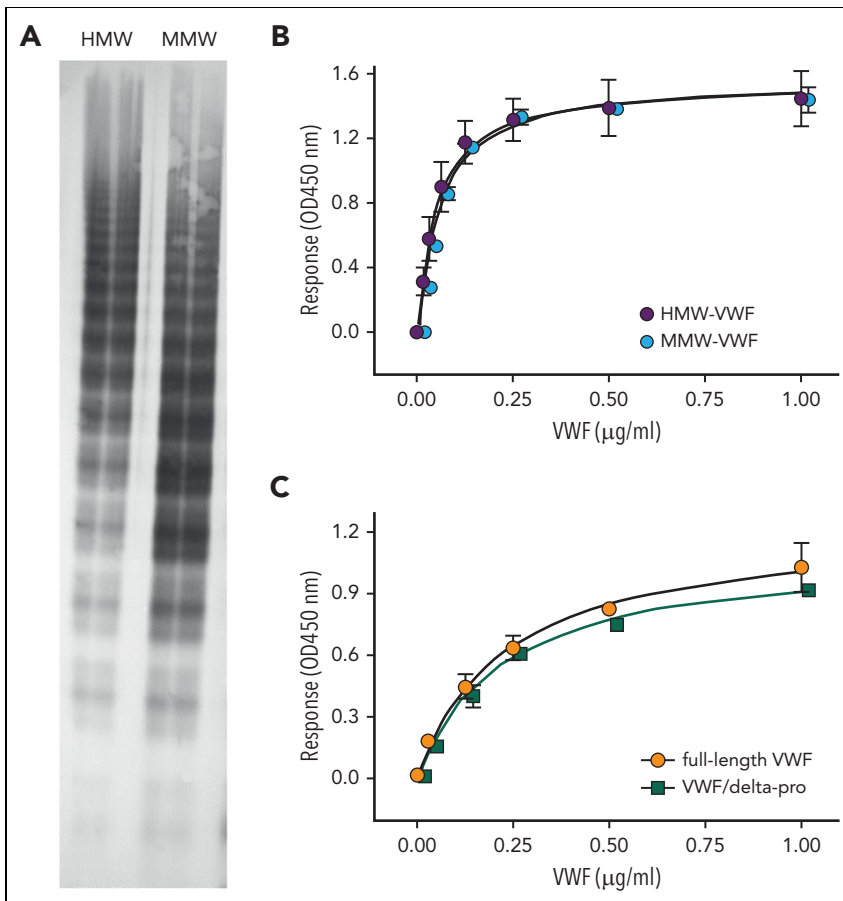 A
HMW MMW
B
1.6
1.2
0.8
0.4
0.0
Response (OD450 nm)
HMW-VWF
MMW-VWF
0.00 0.25 0.50 0.75 1.00
VWF (μg/ml)
C
1.2
0.9
0.6
0.3
0.0
Response (OD450 nm)
full-length VWF
VWF/delta-pro
0.00 0.25 0.50 0.75 1.00
VWF (μg/ml)